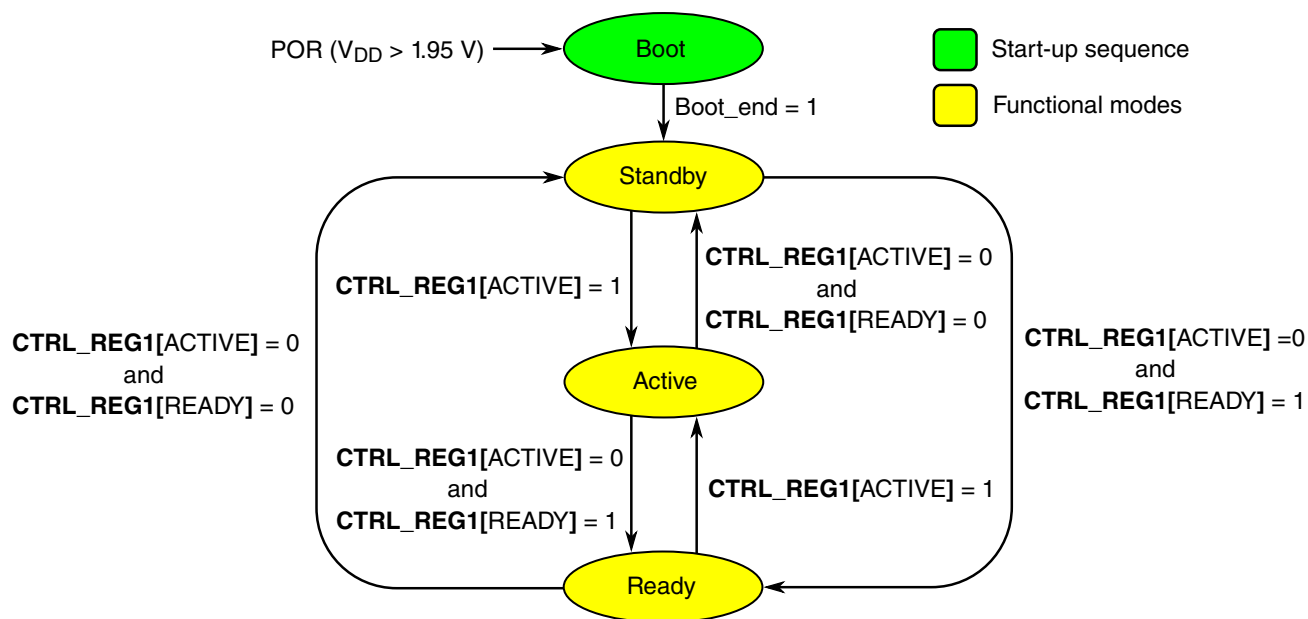 POR (VDD > 1.95 V)
Boot
Start-up sequence
Boot_end = 1
Functional modes
Standby
CTRL_REG1[ACTIVE] = 1
CTRL_REG1[ACTIVE] = 0
and
CTRL_REG1[READY] = 0
CTRL_REG1[ACTIVE] = 0
and
CTRL_REG1[READY] = 0
CTRL_REG1[ACTIVE] =0
and
CTRL_REG1[READY] = 1
Active
CTRL_REG1[ACTIVE] = 0
and
CTRL_REG1[READY] = 1
CTRL_REG1[ACTIVE] = 1
Ready